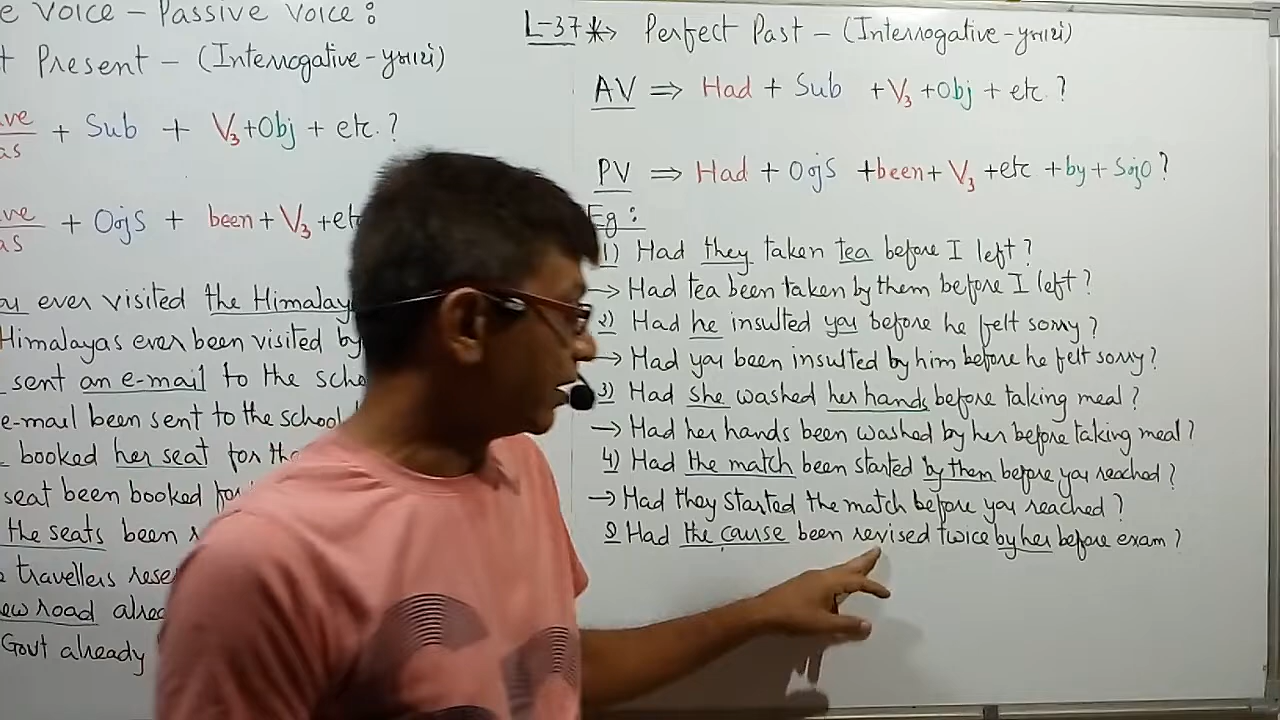 e Voice – Passive Voice :
t Present – (Interrogative – પ્રશ્નાર્થ)
ve
as + Sub + V3 + Obj + etc. ?
ve
as + OojS + been + V3 + etc
ou ever visited the Himalay
Himalayas ever been visited by
sent an e-mail to the scho
e-mail been sent to the school
booked her seat for th
seat been booked for
the seats been r
travellers rese
ew road alrea
Govt already
L-37 * → Perfect Past – (Interrogative – પ્રશ્નાર્થ)
AV ⇒ Had + Sub + V3 + Obj + etc. ?
PV ⇒ Had + OojS + been + V3 + etc + by + SojO ?
Eg :
1) Had they taken tea before I left ?
→ Had tea been taken by them before I left ?
2) Had he insulted you before he felt sorry ?
→ Had you been insulted by him before he felt sorry ?
3) Had she washed her hands before taking meal ?
→ Had her hands been washed by her before taking meal ?
4) Had the match been started by them before you reached ?
→ Had they started the match before you reached ?
Had the course been revised twice by her before exam ?